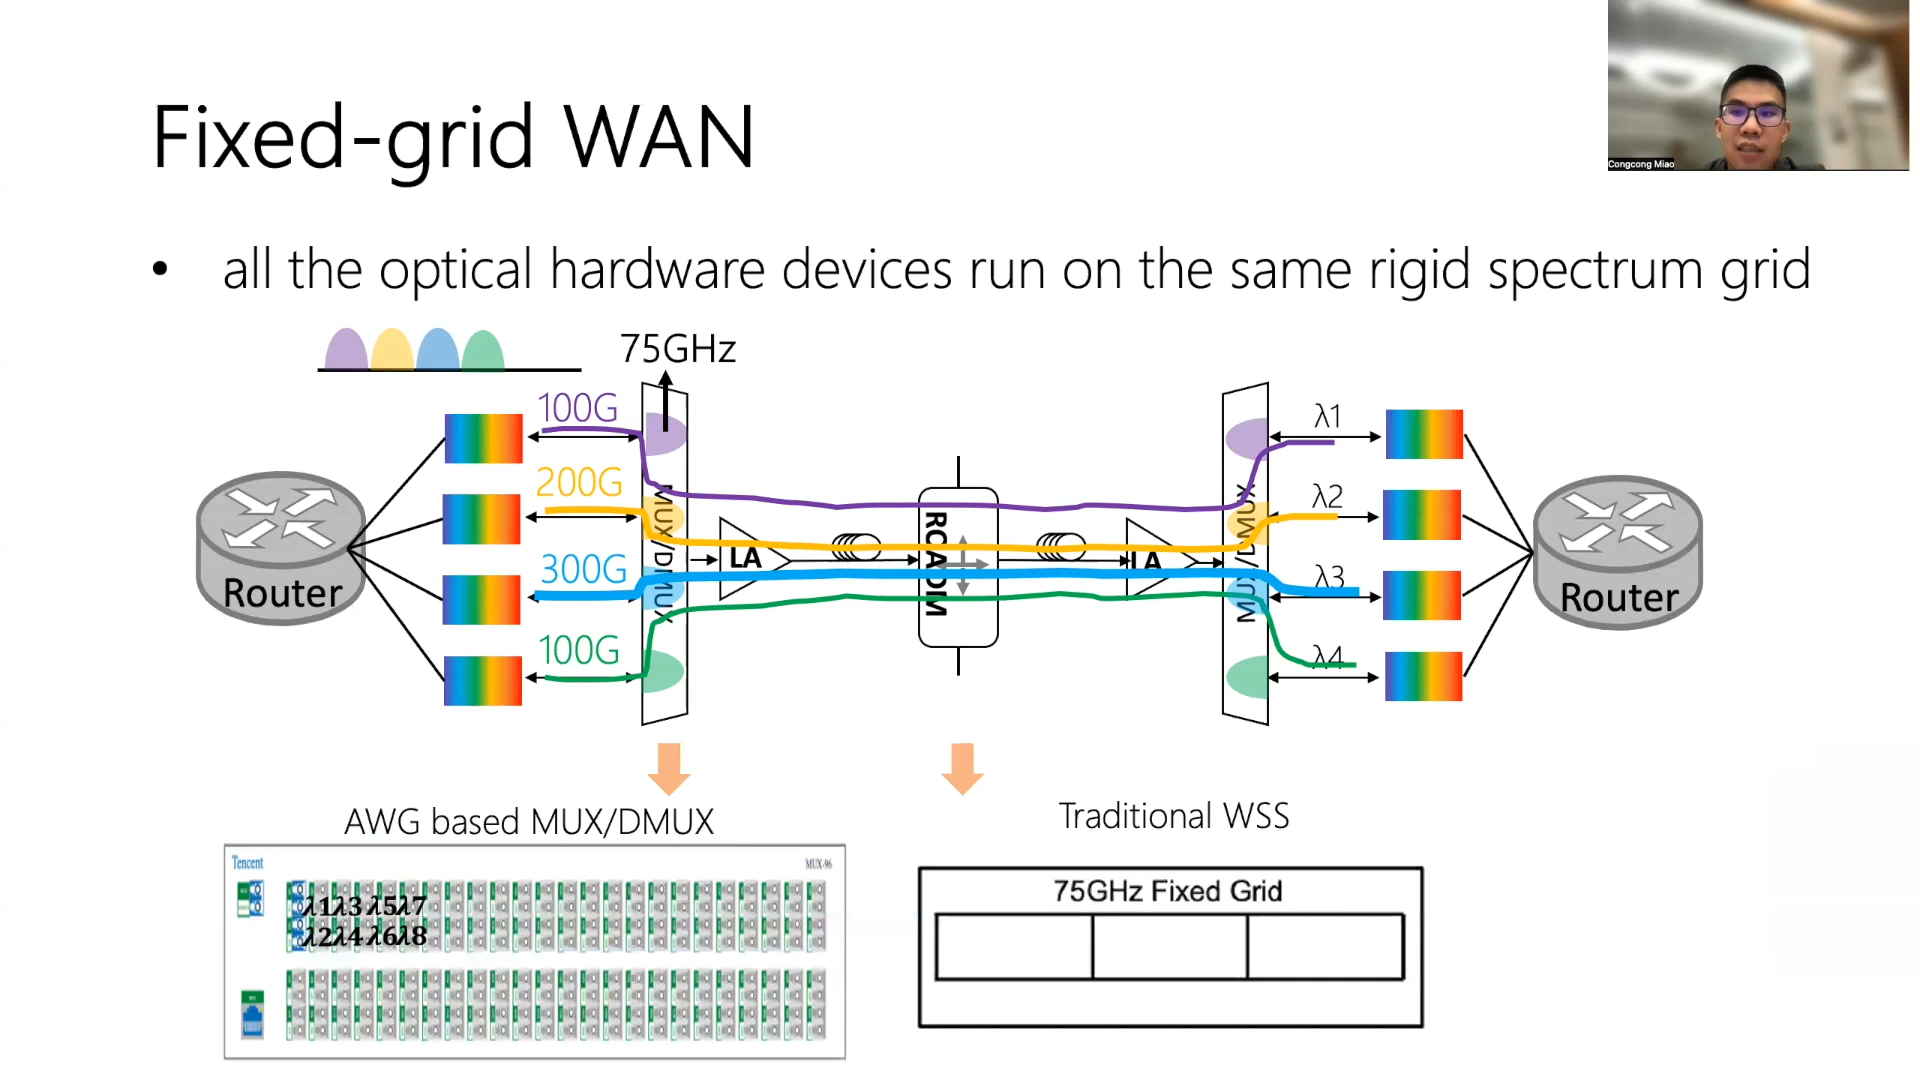 Congcong Miao
Fixed-grid WAN
• all the optical hardware devices run on the same rigid spectrum grid
75GHz
100G
200G
300G
100G
Router
MUX/DMUX
LA
RCADM
LA
MUX/DMUX
λ1
λ2
λ3
λ4
Router
AWG based MUX/DMUX
Traditional WSS
Tencent
MUX-96
λ1λ3λ5λ7
λ2λ4λ6λ8
75GHz Fixed Grid